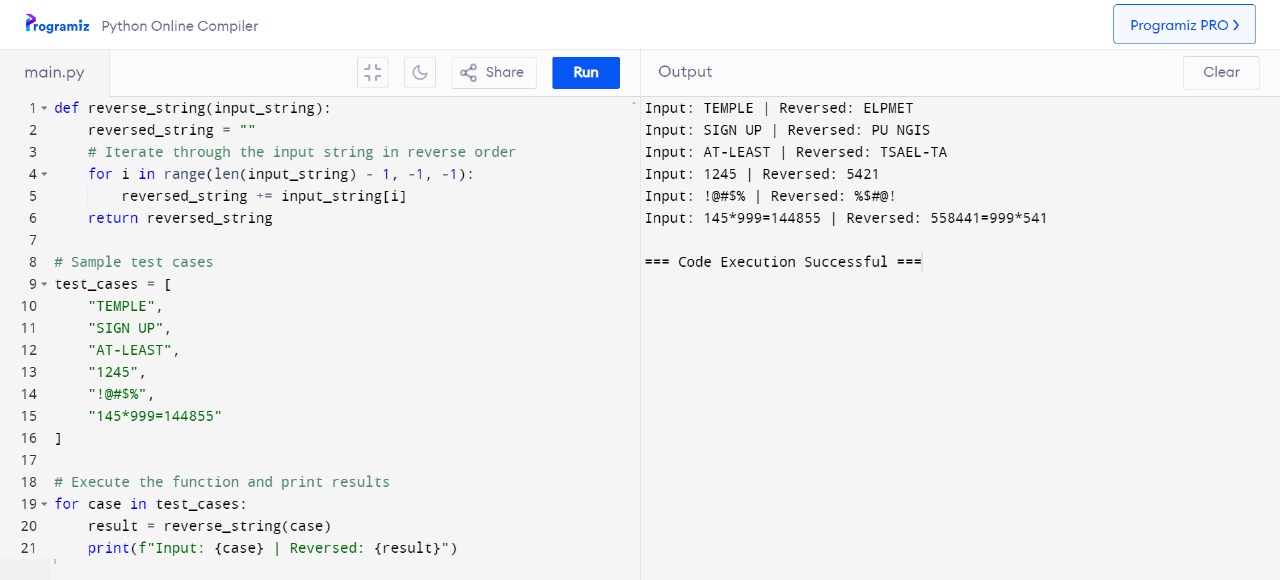 Programiz Python Online Compiler Programiz PRO
main.py Share Run Output Clear
1 def reverse_string(input_string):
2     reversed_string = ""
3     # Iterate through the input string in reverse order
4     for i in range(len(input_string) - 1, -1, -1):
5         reversed_string += input_string[i]
6     return reversed_string
7
8 # Sample test cases
9 test_cases = [
10     "TEMPLE",
11     "SIGN UP",
12     "AT-LEAST",
13     "1245",
14     "!@#$%",
15     "145*999=144855"
16 ]
17
18 # Execute the function and print results
19 for case in test_cases:
20     result = reverse_string(case)
21     print(f"Input: {case} | Reversed: {result}")
Input: TEMPLE | Reversed: ELPMET
Input: SIGN UP | Reversed: PU NGIS
Input: AT-LEAST | Reversed: TSAEL-TA
Input: 1245 | Reversed: 5421
Input: !@#$% | Reversed: %$#@!
Input: 145*999=144855 | Reversed: 558441=999*541
=== Code Execution Successful ===